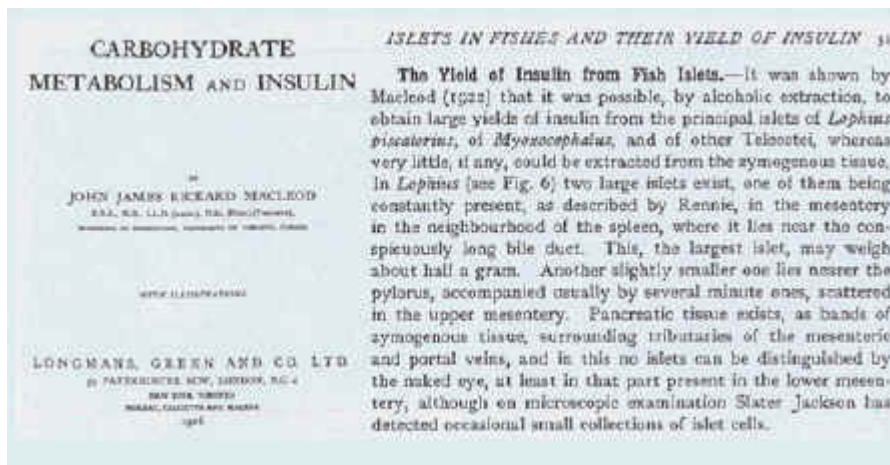 CARBOHYDRATE
METABOLISM AND INSULIN
BY
JOHN JAMES RICKARD MACLEOD
WITH ILLUSTRATIONS
LONGMANS, GREEN AND CO. LTD
39 PATERNOSTER ROW, LONDON, E.C. 4
NEW YORK, TORONTO
BOMBAY, CALCUTTA AND MADRAS
1926
ISLETS IN FISHES AND THEIR YIELD OF INSULIN
The Yield of Insulin from Fish Islets.—It was shown by
Macleod (1922) that it was possible, by alcoholic extraction, to
obtain large yields of insulin from the principal islets of Lophius
piscatorius, of Myoxocephalus, and of other Teleostei, whereas
very little, if any, could be extracted from the zymogenous tissue.
In Lophius (see Fig. 6) two large islets exist, one of them being
constantly present, as described by Rennie, in the mesentery
in the neighbourhood of the spleen, where it lies near the con-
spicuously long bile duct. This, the largest islet, may weigh
about half a gram. Another slightly smaller one lies nearer the
pylorus, accompanied usually by several minute ones, scattered
in the upper mesentery. Pancreatic tissue exists, as bands of
zymogenous tissue, surrounding tributaries of the mesenteric
and portal veins, and in this no islets can be distinguished by
the naked eye, at least in that part present in the lower mesen-
tery, although on microscopic examination Slater Jackson has
detected occasional small collections of islet cells.